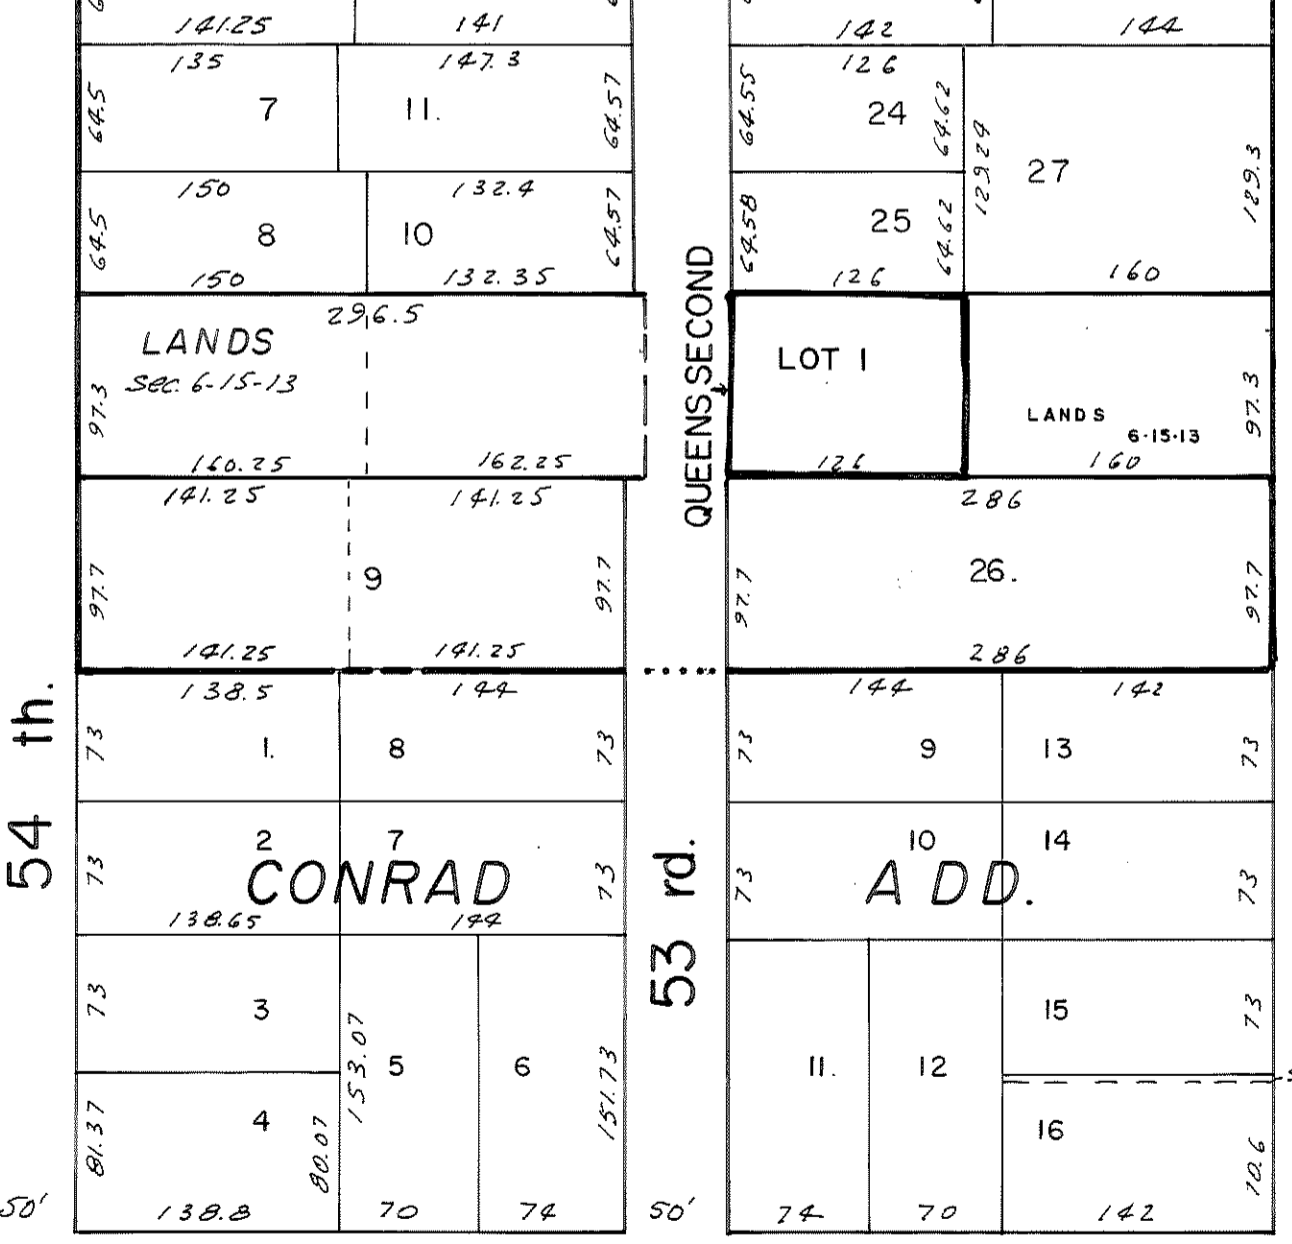 141.25 141 142 144
135 147.3 126
64.5 7 11. 64.57 64.55 24 64.62
129.24 27 129.3
150 132.4
64.5 8 10 64.57 64.58 25 64.62
150 132.35 126 160
296.5
LANDS
Sec. 6-15-13
97.3
160.25 162.25
QUEENS SECOND
LOT 1
126
LANDS
6-15-13
97.3
160
141.25 141.25 286
97.7 9 97.7 97.7 26. 97.7
141.25 141.25 286
54 th.
138.5 144 144 142
73 1. 8 73 73 9 13 73
2 7 10 14
73 73 73 73
CONRAD ADD.
138.65 144
53 rd.
73 3 15 73
153.07 5 6 151.73 11. 12
81.37 4 80.07 16 70.6
50' 138.8 70 74 50' 74 70 142